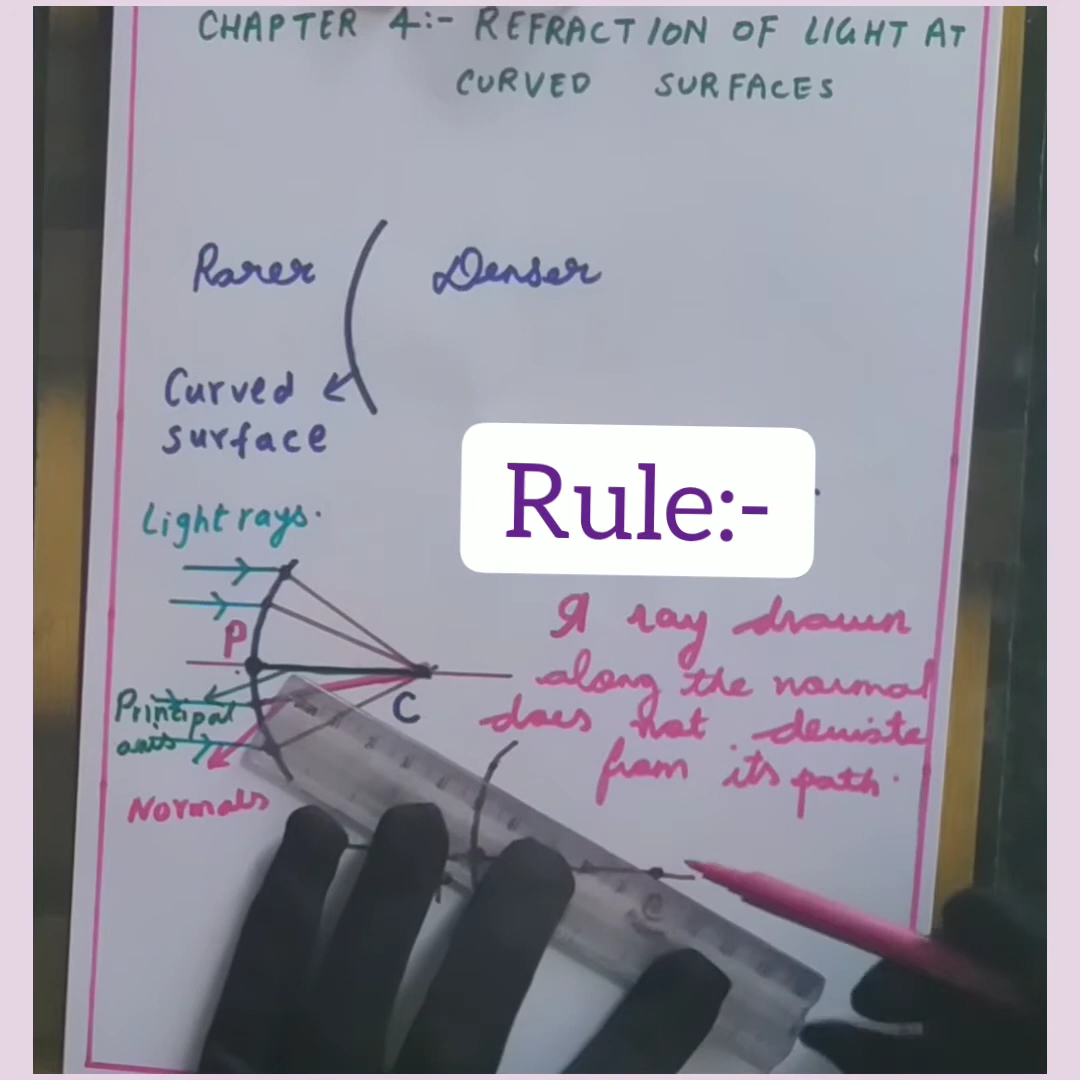 CHAPTER 4:- REFRACTION OF LIGHT AT
CURVED SURFACES
Rarer Denser
Curved
surface
Rule:-
Light rays.
A ray drawn
along the normal
does not deviate
from its path.
P
C
Principal
axis
Normals
C